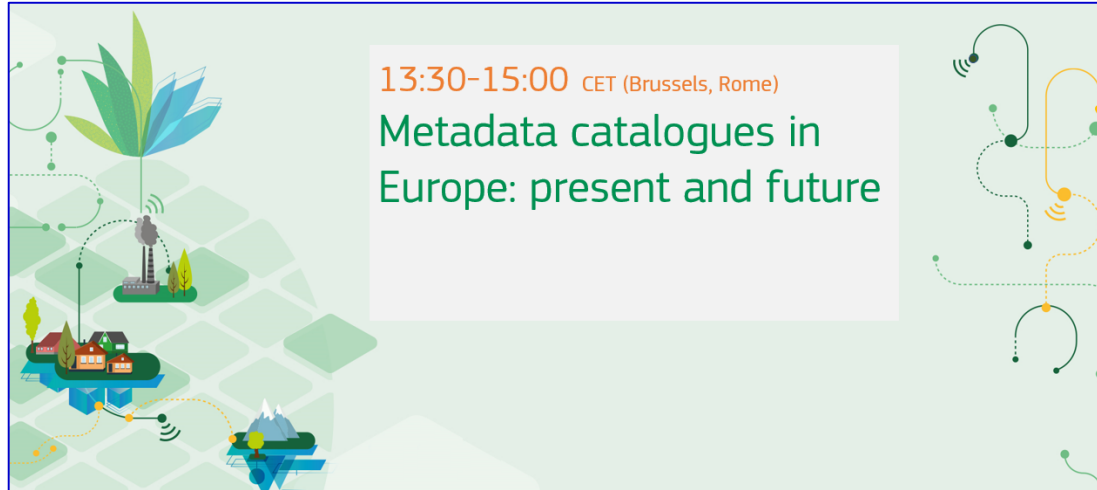 13:30-15:00 CET (Brussels, Rome)
Metadata catalogues in
Europe: present and future